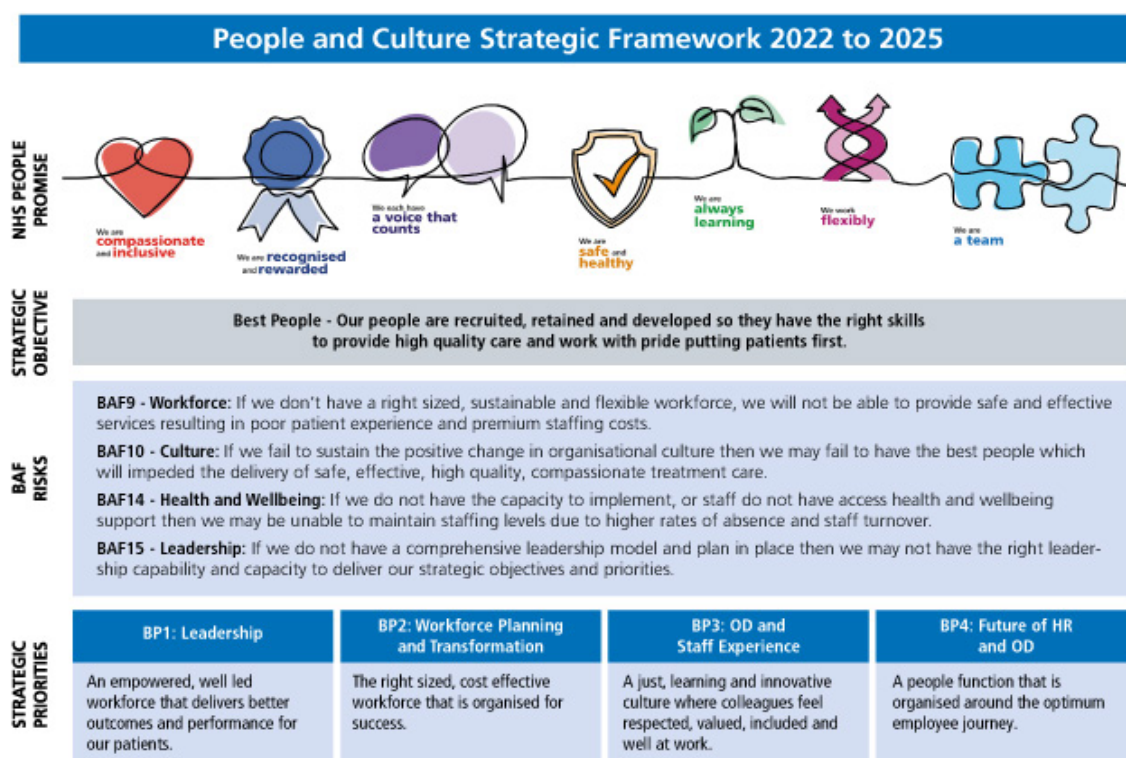 People and Culture Strategic Framework 2022 to 2025
NHS PEOPLE
PROMISE
We are
compassionate
and inclusive
We are recognised
and rewarded
We each have
a voice that
counts
We are
safe and
healthy
We are
always
learning
We work
flexibly
We are
a team
STRATEGIC
OBJECTIVE
Best People - Our people are recruited, retained and developed so they have the right skills
to provide high quality care and work with pride putting patients first.
BAF
RISKS
BAF9 - Workforce: If we don't have a right sized, sustainable and flexible workforce, we will not be able to provide safe and effective
services resulting in poor patient experience and premium staffing costs.
BAF10 - Culture: If we fail to sustain the positive change in organisational culture then we may fail to have the best people which
will impeded the delivery of safe, effective, high quality, compassionate treatment care.
BAF14 - Health and Wellbeing: If we do not have the capacity to implement, or staff do not have access health and wellbeing
support then we may be unable to maintain staffing levels due to higher rates of absence and staff turnover.
BAF15 - Leadership: If we do not have a comprehensive leadership model and plan in place then we may not have the right leader-
ship capability and capacity to deliver our strategic objectives and priorities.
STRATEGIC
PRIORITIES
BP1: Leadership
An empowered, well led
workforce that delivers better
outcomes and performance for
our patients.
BP2: Workforce Planning
and Transformation
The right sized, cost effective
workforce that is organised for
success.
BP3: OD and
Staff Experience
A just, learning and innovative
culture where colleagues feel
respected, valued, included and
well at work.
BP4: Future of HR
and OD
A people function that is
organised around the optimum
employee journey.